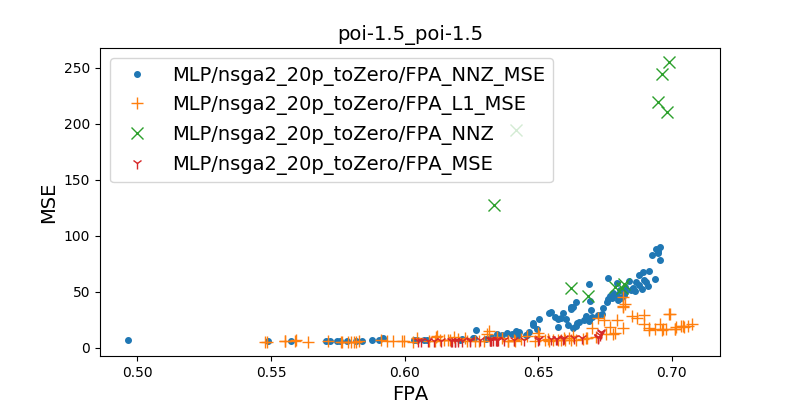 poi-1.5_poi-1.5
MLP/nsga2_20p_toZero/FPA_NNZ_MSE
MLP/nsga2_20p_toZero/FPA_L1_MSE
MLP/nsga2_20p_toZero/FPA_NNZ
MLP/nsga2_20p_toZero/FPA_MSE
MSE
250
200
150
100
50
0
0.50 0.55 0.60 0.65 0.70
FPA